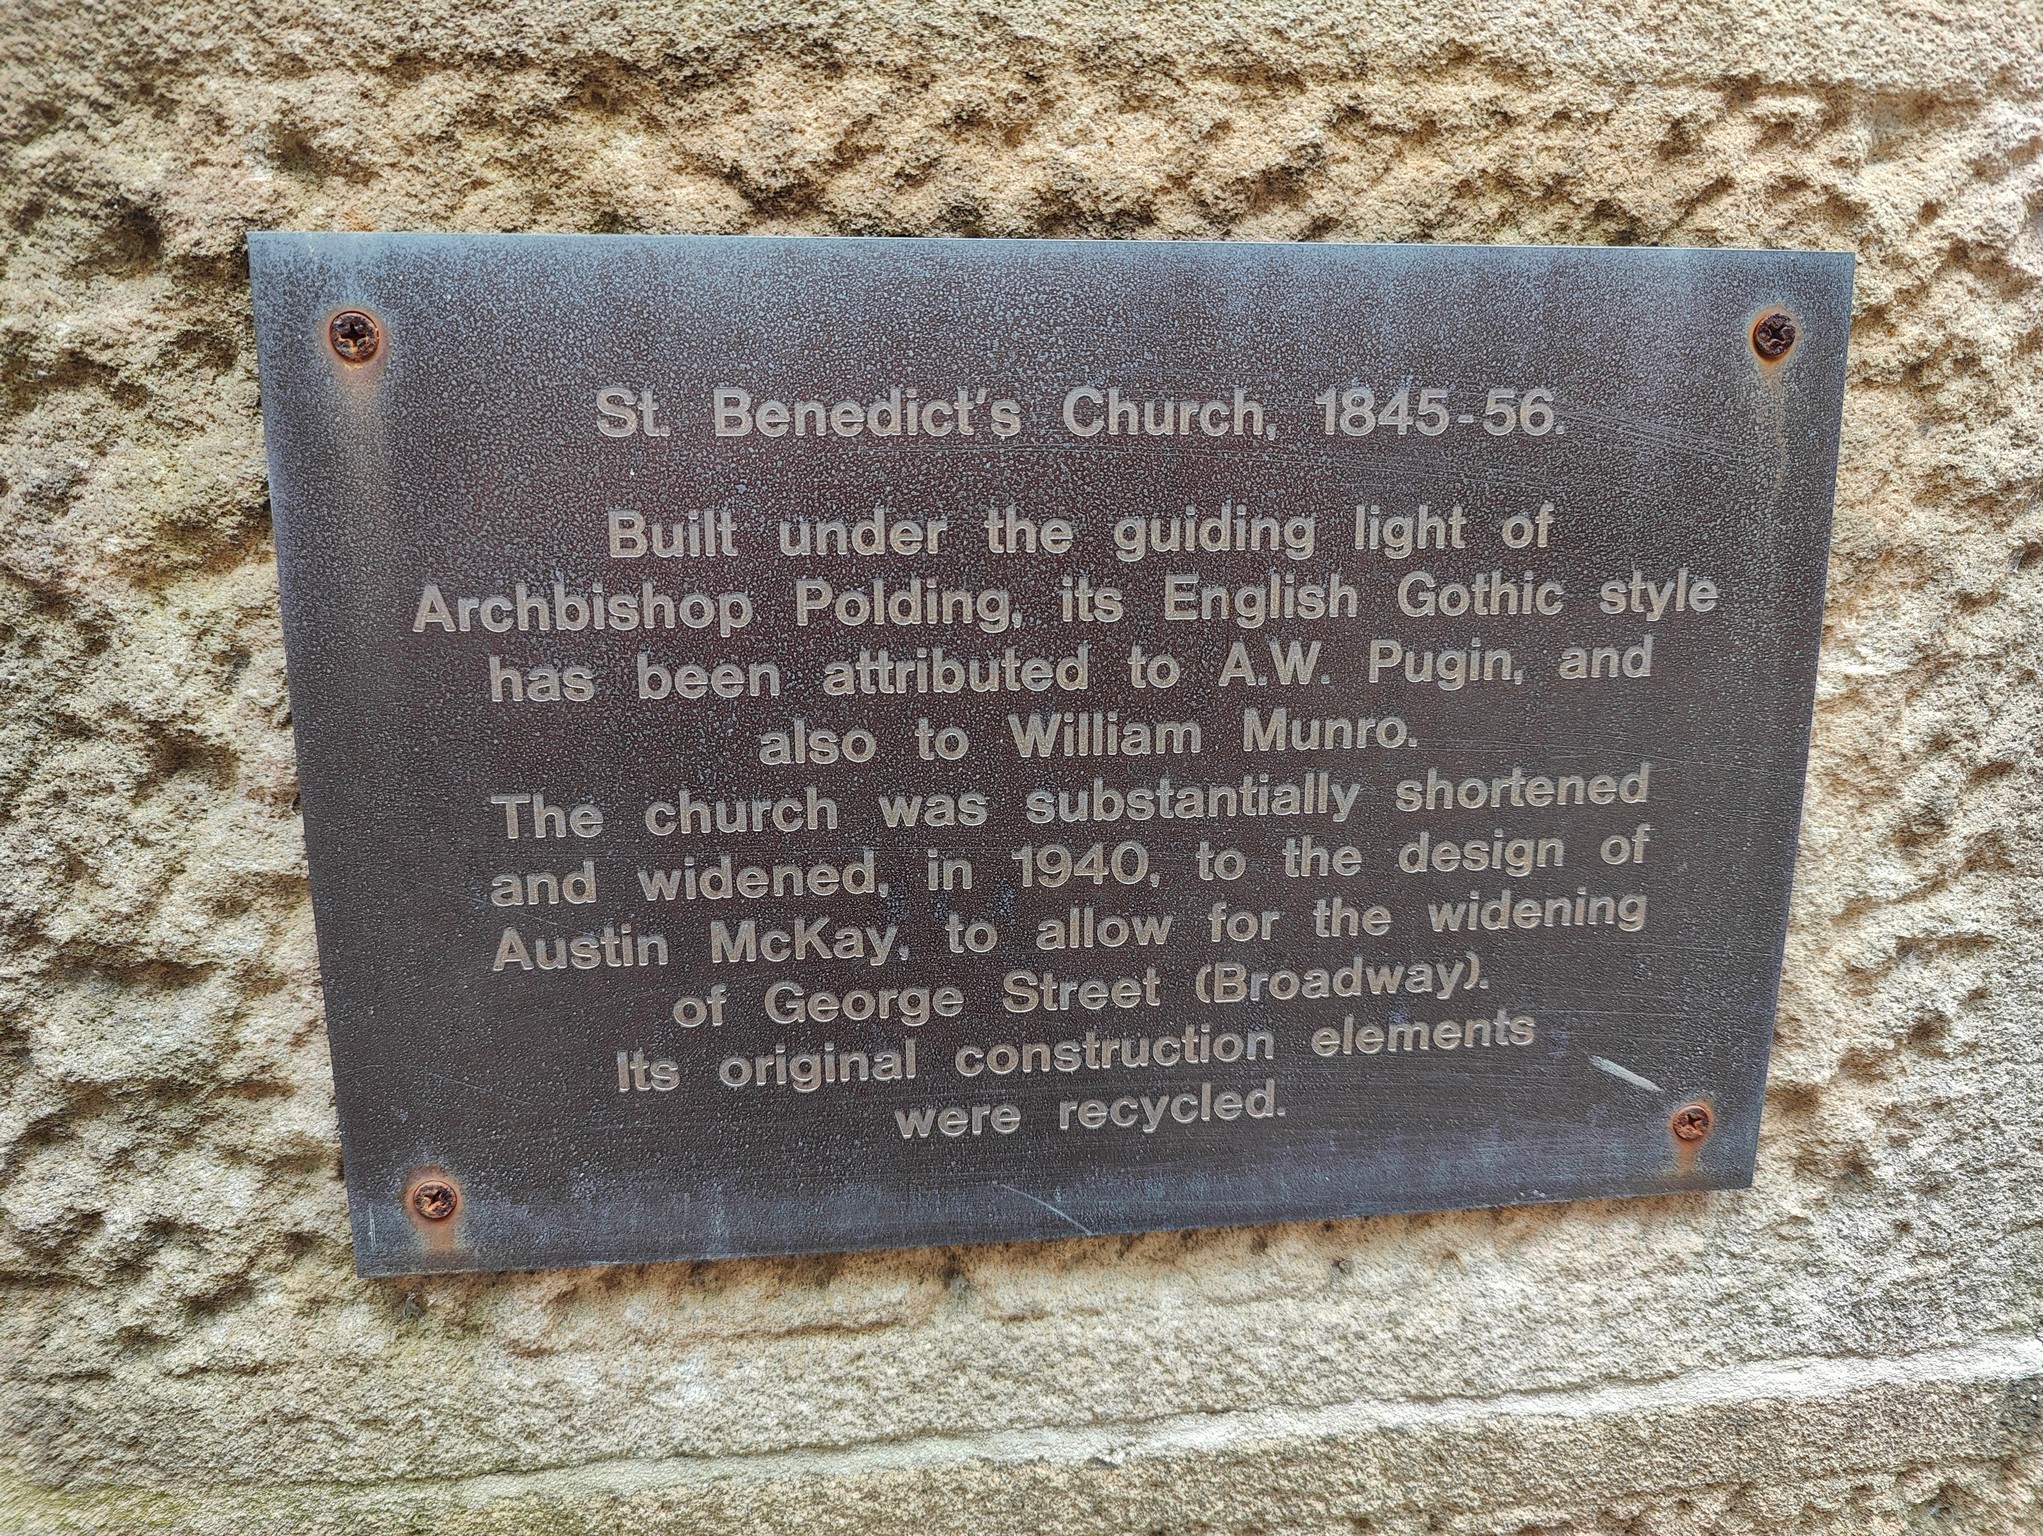 St. Benedict's Church, 1845-56.
Built under the guiding light of
Archbishop Polding, its English Gothic style
has been attributed to A.W. Pugin, and
also to William Munro.
The church was substantially shortened
and widened, in 1940, to the design of
Austin McKay, to allow for the widening
of George Street (Broadway).
Its original construction elements
were recycled.